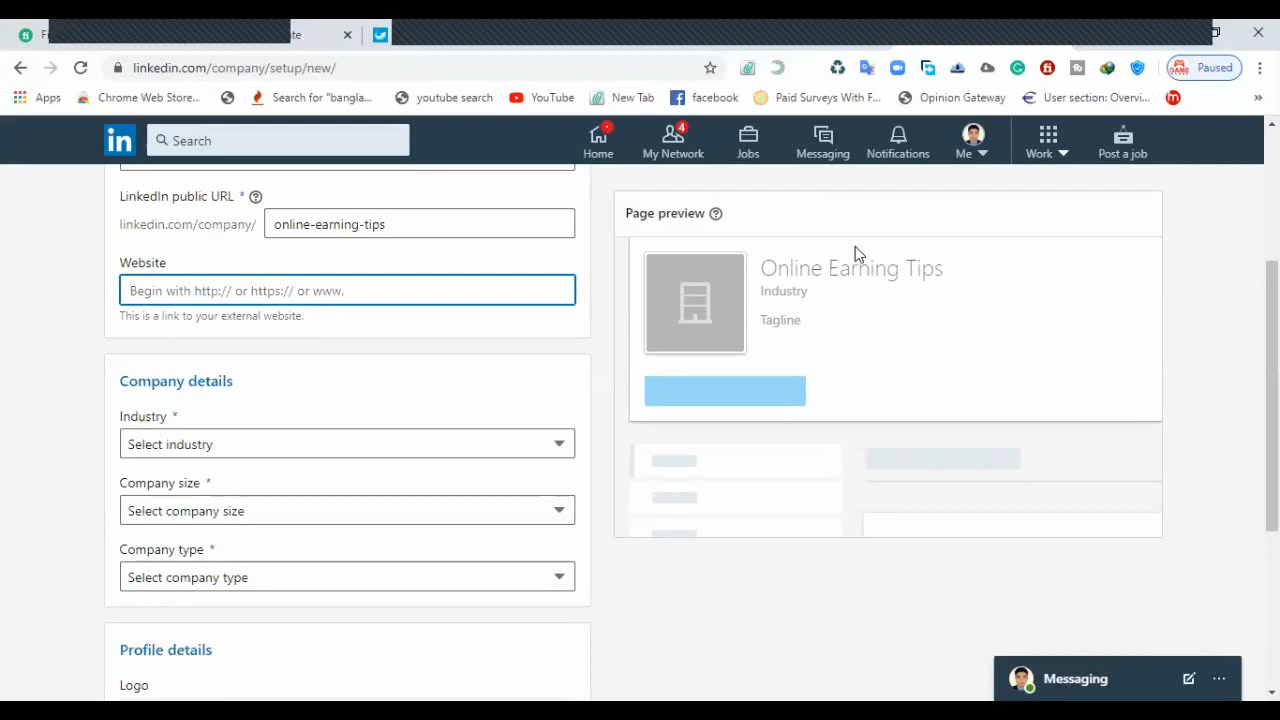 Fi
te
linkedin.com/company/setup/new/
Paused
Apps
Chrome Web Store...
Search for "bangla...
youtube search
YouTube
New Tab
facebook
Paid Surveys With F...
Opinion Gateway
User section: Overvi...
»
in
Search
Home
4
My Network
Jobs
Messaging
Notifications
Me
Work
Post a job
LinkedIn public URL *
linkedin.com/company/
online-earning-tips
Website
Begin with http:// or https:// or www.
This is a link to your external website.
Company details
Industry *
Select industry
Company size *
Select company size
Company type *
Select company type
Profile details
Logo
Page preview
Online Earning Tips
Industry
Tagline
Messaging